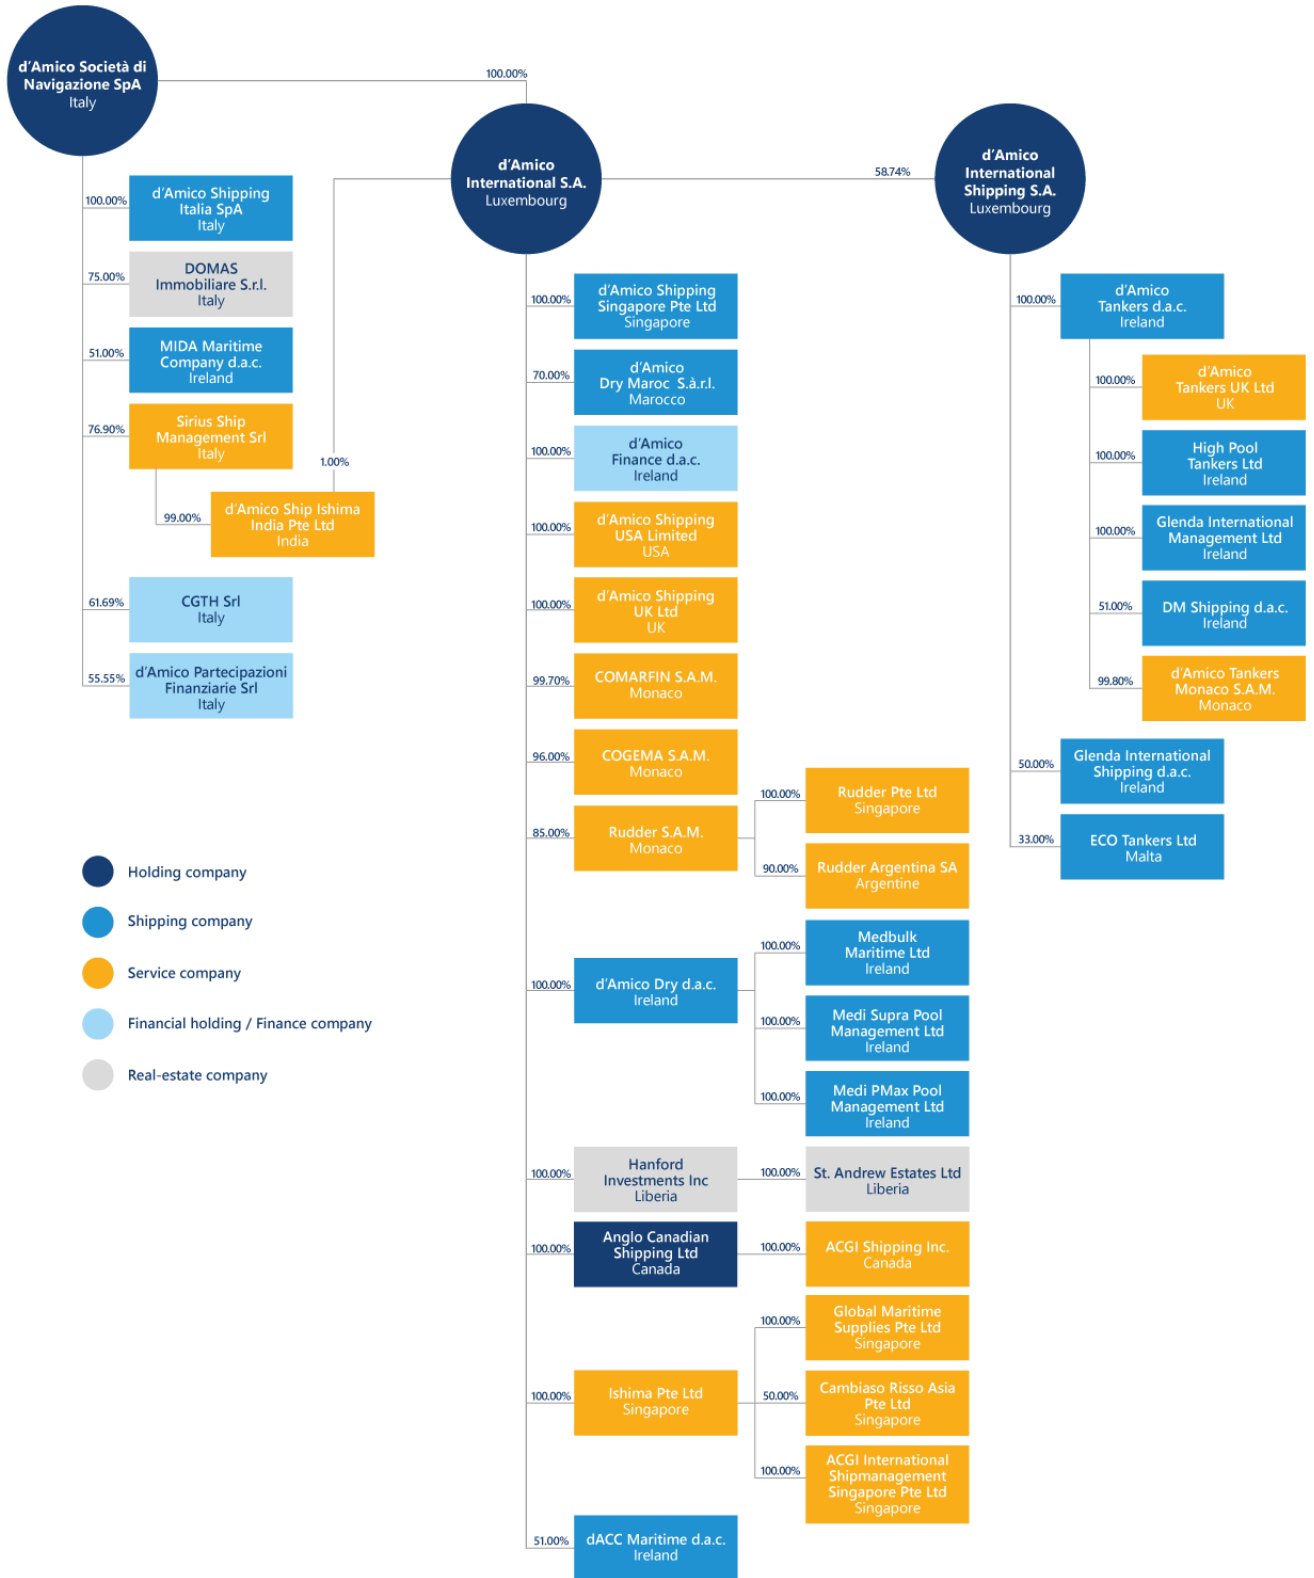 d'Amico Società di
Navigazione SpA
Italy
100.00%
d'Amico
International S.A.
Luxembourg
58.74%
d'Amico
International
Shipping S.A.
Luxembourg
100.00%
d'Amico Shipping
Italia SpA
Italy
75.00%
DOMAS
Immobiliare S.r.l.
Italy
51.00%
MIDA Maritime
Company d.a.c.
Ireland
76.90%
Sirius Ship
Management Srl
Italy
1.00%
99.00%
d'Amico Ship Ishima
India Pte Ltd
India
61.69%
CGTH Srl
Italy
55.55%
d'Amico Partecipazioni
Finanziarie Srl
Italy
100.00%
d'Amico Shipping
Singapore Pte Ltd
Singapore
70.00%
d'Amico
Dry Maroc S.à.r.l.
Marocco
100.00%
d'Amico
Finance d.a.c.
Ireland
100.00%
d'Amico Shipping
USA Limited
USA
100.00%
d'Amico Shipping
UK Ltd
UK
99.70%
COMARFIN S.A.M.
Monaco
96.00%
COGEMA S.A.M.
Monaco
85.00%
Rudder S.A.M.
Monaco
100.00%
Rudder Pte Ltd
Singapore
90.00%
Rudder Argentina SA
Argentine
100.00%
d'Amico Dry d.a.c.
Ireland
100.00%
Medbulk
Maritime Ltd
Ireland
100.00%
Medi Supra Pool
Management Ltd
Ireland
100.00%
Medi PMax Pool
Management Ltd
Ireland
100.00%
Hanford
Investments Inc
Liberia
100.00%
St. Andrew Estates Ltd
Liberia
100.00%
Anglo Canadian
Shipping Ltd
Canada
100.00%
ACGI Shipping Inc.
Canada
100.00%
Ishima Pte Ltd
Singapore
100.00%
Global Maritime
Supplies Pte Ltd
Singapore
50.00%
Cambiaso Risso Asia
Pte Ltd
Singapore
100.00%
ACGI International
Shipmanagement
Singapore Pte Ltd
Singapore
51.00%
dACC Maritime d.a.c.
Ireland
100.00%
d'Amico
Tankers d.a.c.
Ireland
100.00%
d'Amico
Tankers UK Ltd
UK
100.00%
High Pool
Tankers Ltd
Ireland
100.00%
Glenda International
Management Ltd
Ireland
51.00%
DM Shipping d.a.c.
Ireland
99.80%
d'Amico Tankers
Monaco S.A.M.
Monaco
50.00%
Glenda International
Shipping d.a.c.
Ireland
33.00%
ECO Tankers Ltd
Malta
Holding company
Shipping company
Service company
Financial holding / Finance company
Real-estate company